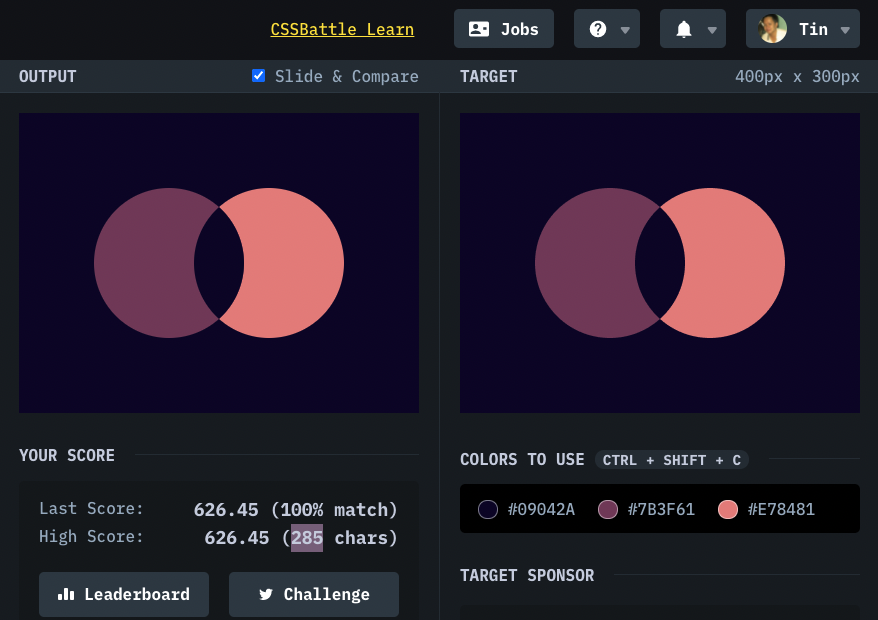 CSSBattle Learn Jobs Tin
OUTPUT Slide & Compare
TARGET 400px x 300px
YOUR SCORE
Last Score: 626.45 (100% match)
High Score: 626.45 (285 chars)
Leaderboard Challenge
COLORS TO USE CTRL + SHIFT + C
#09042A #7B3F61 #E78481
TARGET SPONSOR